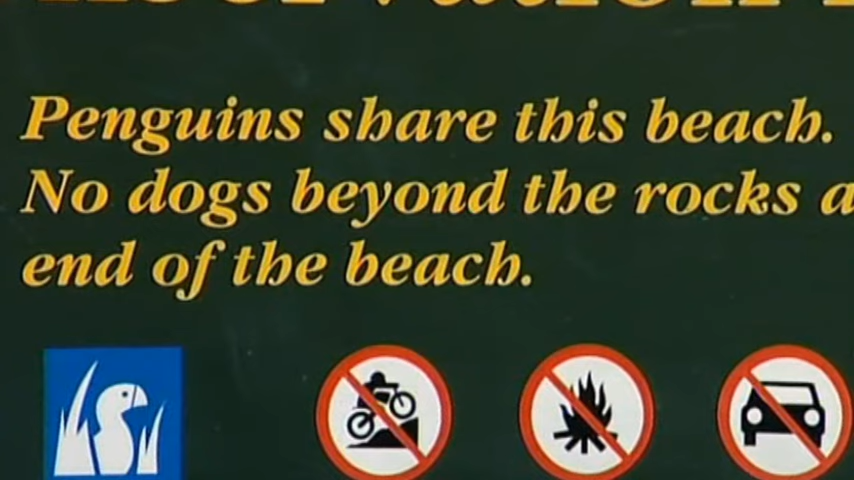 Penguins share this beach.
No dogs beyond the rocks a
end of the beach.